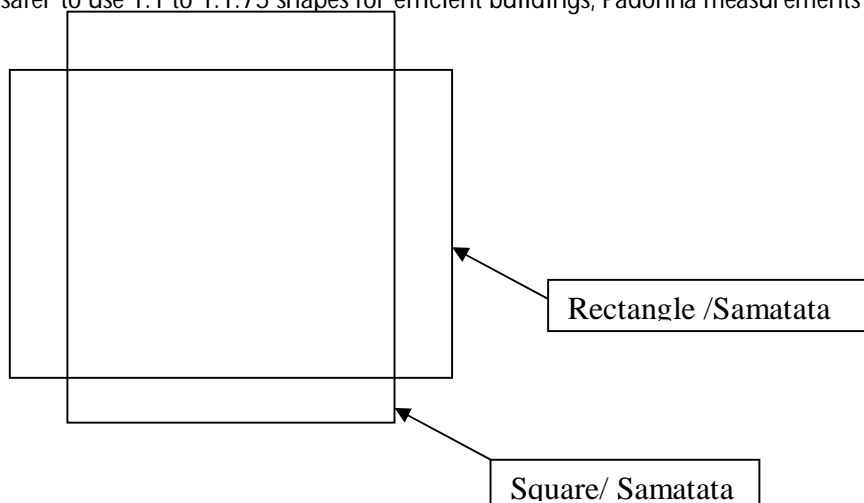 safer to use 1:1 to 1:1.75 shapes for efficient buildings, Padonna measurements
Rectangle /Samatata
Square/ Samatata